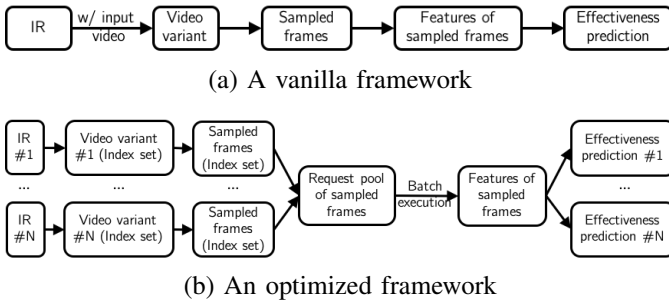 IR
w/ input
video
Video
variant
Sampled
frames
Features of
sampled frames
Effectiveness
prediction
(a) A vanilla framework
IR
#1
Video variant
#1 (Index set)
Sampled
frames
(Index set)
Effectiveness
prediction #1
...
...
...
Request pool
of sampled
frames
Batch
execution
Features of
sampled
frames
...
IR
#N
Video variant
#N (Index set)
Sampled
frames
(Index set)
Effectiveness
prediction #N
(b) An optimized framework